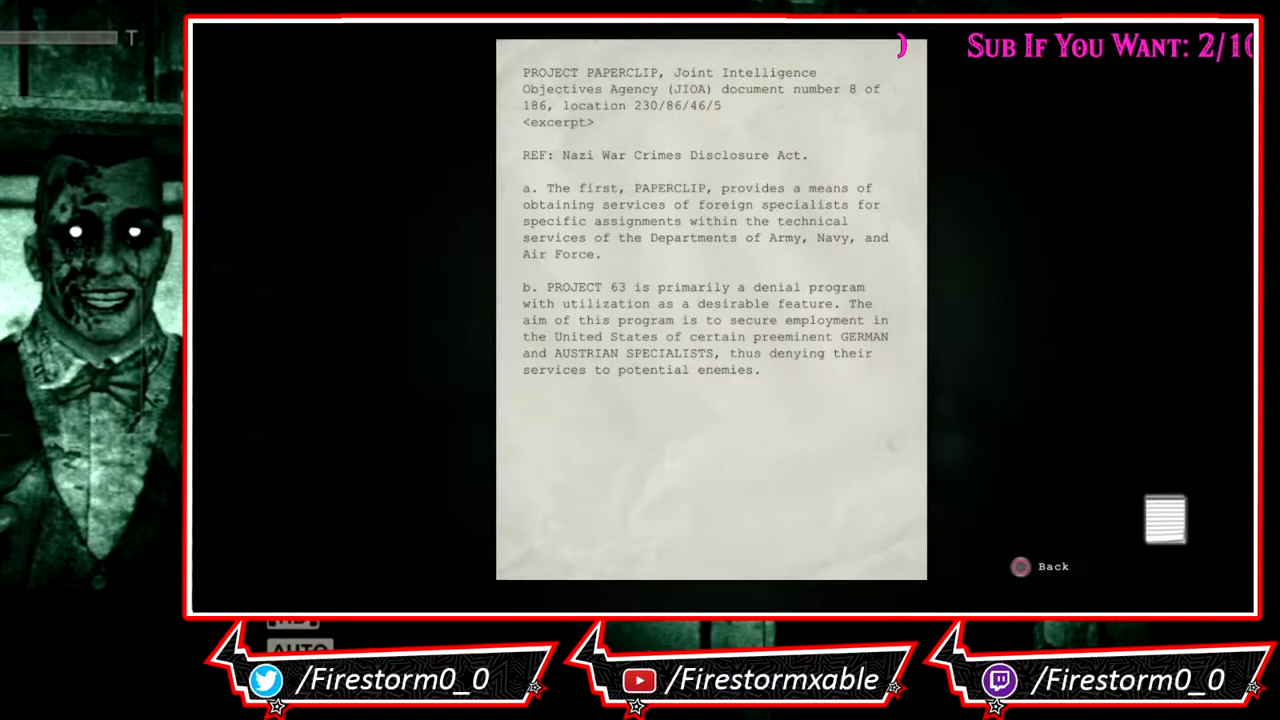 T
) Sub If You Want: 2/10
PROJECT PAPERCLIP, Joint Intelligence
Objectives Agency (JIOA) document number 8 of
186, location 230/86/46/5
<excerpt>
REF: Nazi War Crimes Disclosure Act.
a. The first, PAPERCLIP, provides a means of
obtaining services of foreign specialists for
specific assignments within the technical
services of the Departments of Army, Navy, and
Air Force.
b. PROJECT 63 is primarily a denial program
with utilization as a desirable feature. The
aim of this program is to secure employment in
the United States of certain preeminent GERMAN
and AUSTRIAN SPECIALISTS, thus denying their
services to potential enemies.
Back
AUTO
/Firestorm0_0
/Firestormxable
/Firestorm0_0